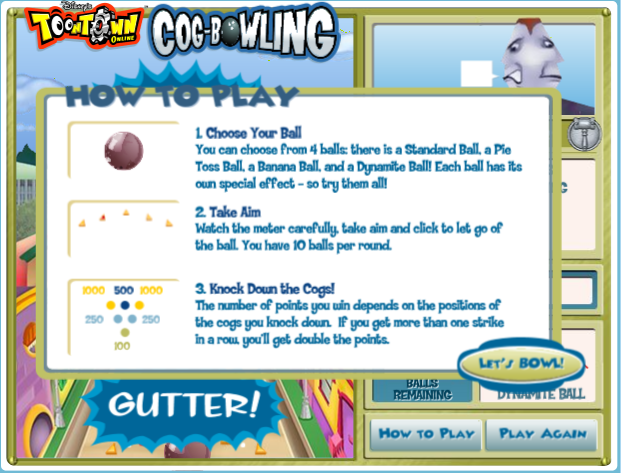 Disney's
TOONTOWN
ONLINE
COG-BOWLING
HOW TO PLAY
1. Choose Your Ball
You can choose from 4 balls: there is a Standard Ball, a Pie
Toss Ball, a Banana Ball, and a Dynamite Ball! Each ball has its
own special effect - so try them all!
2. Take Aim
Watch the meter carefully, take aim and click to let go of
the ball. You have 10 balls per round.
1000 500 1000
250 250
100
3. Knock Down the Cogs!
The number of points you win depends on the positions of
the cogs you knock down. If you get more than one strike
in a row, you'll get double the points.
LET'S BOWL!
GUTTER!
BALLS
REMAINING
DYNAMITE BALL
HOW TO PLAY
PLAY AGAIN